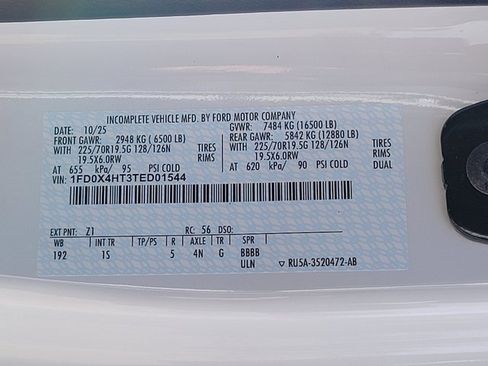 INCOMPLETE VEHICLE MFD. BY FORD MOTOR COMPANY
DATE: 10/25 GVWR: 7484 KG (16500 LB)
FRONT GAWR: 2948 KG ( 6500 LB) REAR GAWR: 5842 KG (12880 LB)
WITH 225/70R19.5G 128/126N TIRES WITH 225/70R19.5G 128/126N TIRES
19.5X6.0RW RIMS 19.5X6.0RW RIMS
AT 655 kPa/ 95 PSI COLD AT 620 kPa/ 90 PSI COLD DUAL
VIN: 1FD0X4HT3TED01544
EXT PNT: Z1 RC: 56 DSO:
WB INT TR TP/PS R AXLE TR SPR
192 1S 5 4N G BBBB
ULN RU5A-3520472-AB